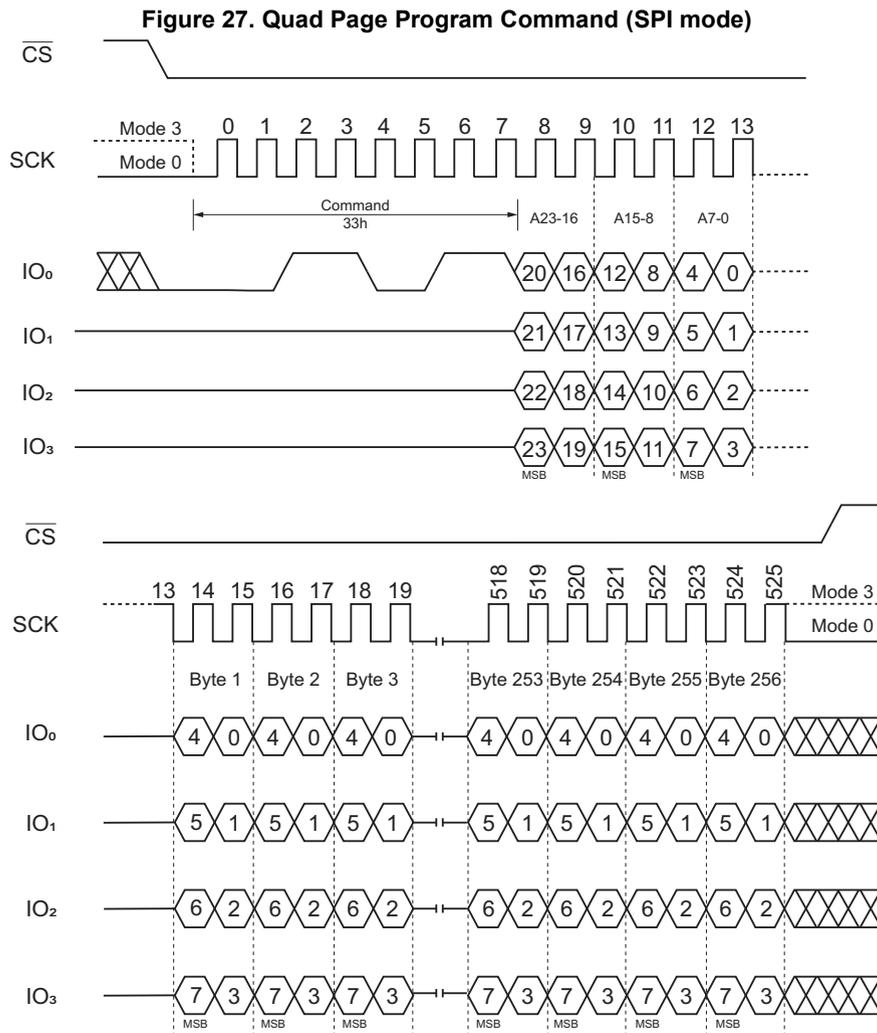 Figure 27. Quad Page Program Command (SPI mode)
CS
Mode 3 0 1 2 3 4 5 6 7 8 9 10 11 12 13
SCK Mode 0
Command A23-16 A15-8 A7-0
33h
IO₀ 20 16 12 8 4 0
IO₁ 21 17 13 9 5 1
IO₂ 22 18 14 10 6 2
IO₃ 23 19 15 11 7 3
MSB MSB MSB
CS
13 14 15 16 17 18 19 518 519 520 521 522 523 524 525 Mode 3
SCK Mode 0
Byte 1 Byte 2 Byte 3 Byte 253 Byte 254 Byte 255 Byte 256
IO₀ 4 0 4 0 4 0 4 0 4 0 4 0 4 0
IO₁ 5 1 5 1 5 1 5 1 5 1 5 1 5 1
IO₂ 6 2 6 2 6 2 6 2 6 2 6 2 6 2
IO₃ 7 3 7 3 7 3 7 3 7 3 7 3 7 3
MSB MSB MSB MSB MSB MSB MSB